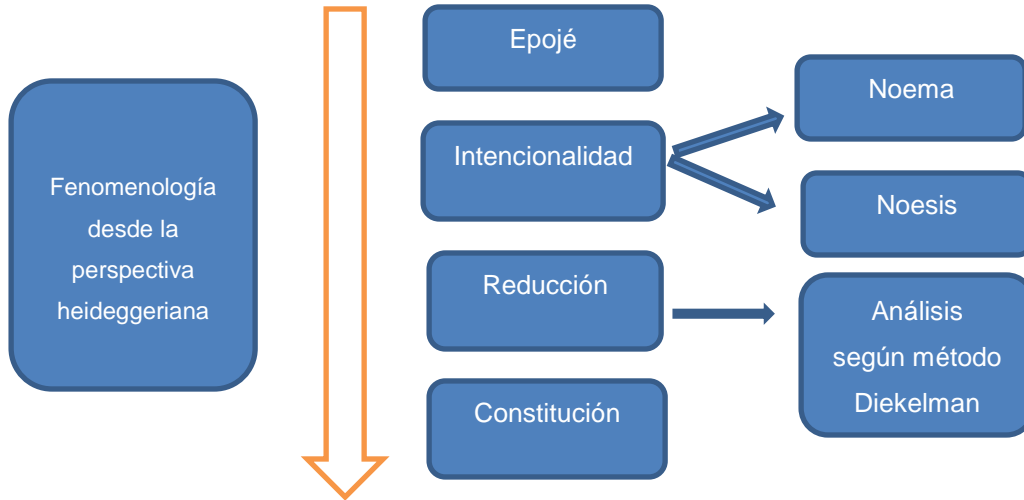 Fenomenología
desde la
perspectiva
heideggeriana
Epojé
Intencionalidad
Reducción
Constitución
Noema
Noesis
Análisis
según método
Diekelman